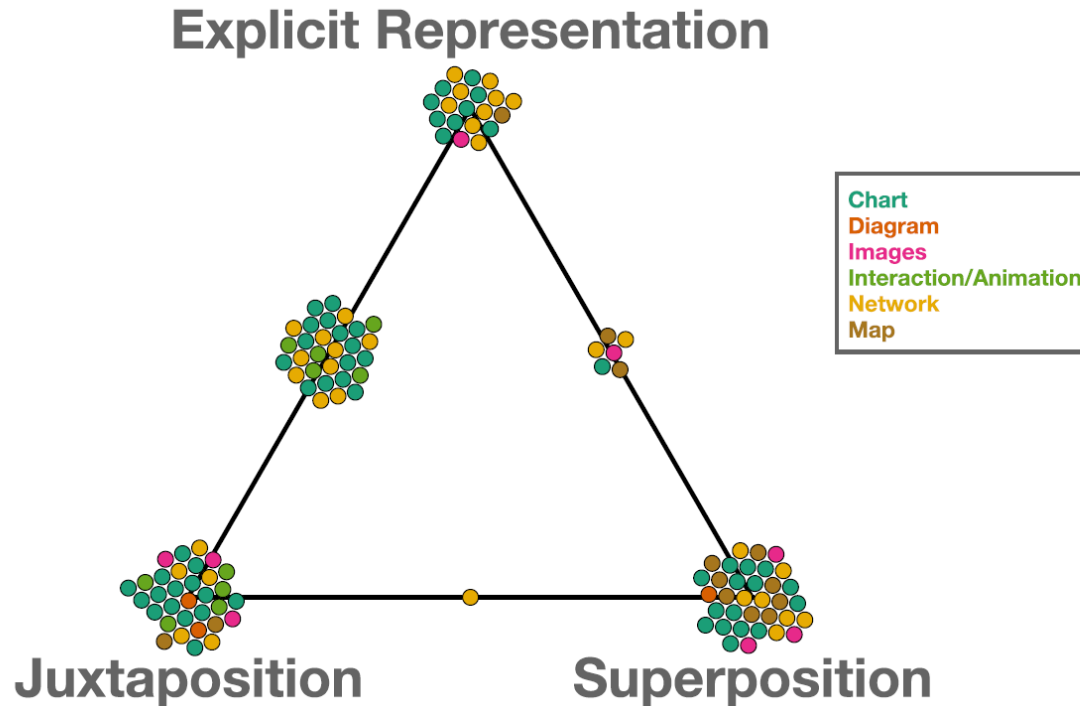 Explicit Representation
Chart
Diagram
Images
Interaction/Animation
Network
Map
Juxtaposition
Superposition